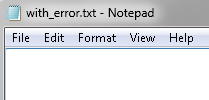 with_error.txt - Notepad
File Edit Format View Help